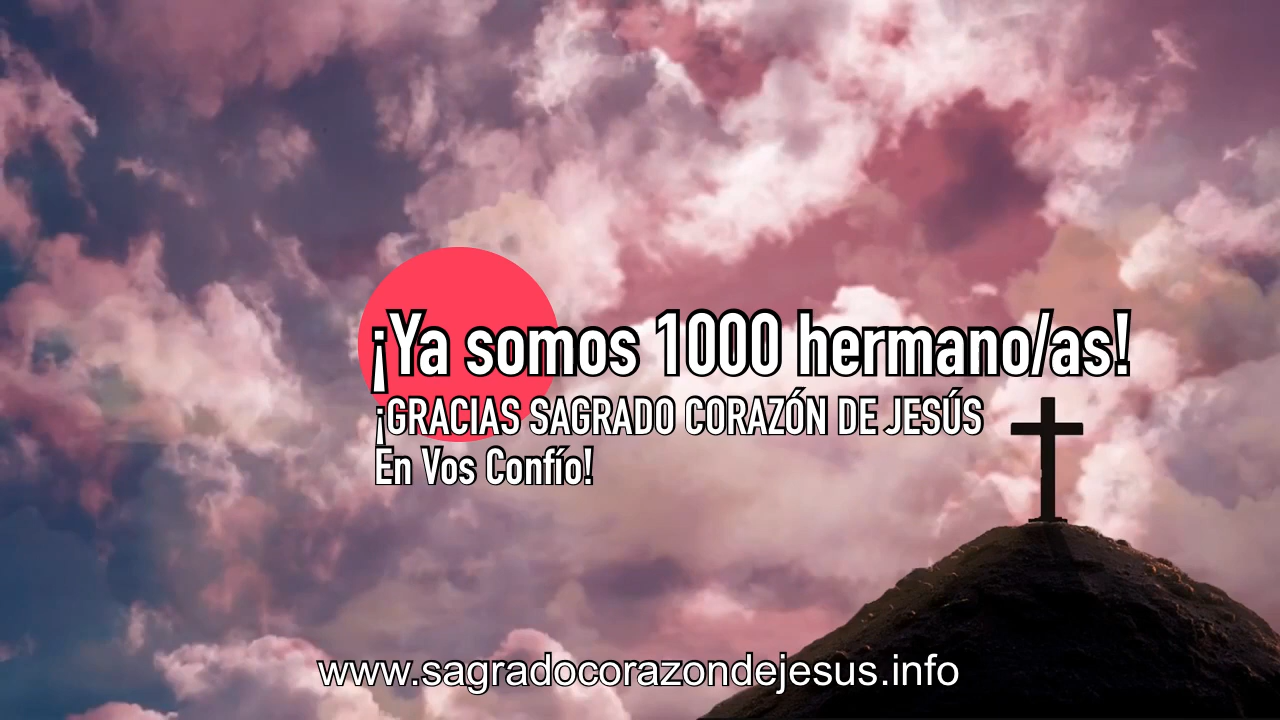 ¡Ya somos 1000 hermano/as!
¡GRACIAS SAGRADO CORAZÓN DE JESÚS
En Vos Confío!
www.sagradocorazondejesus.info